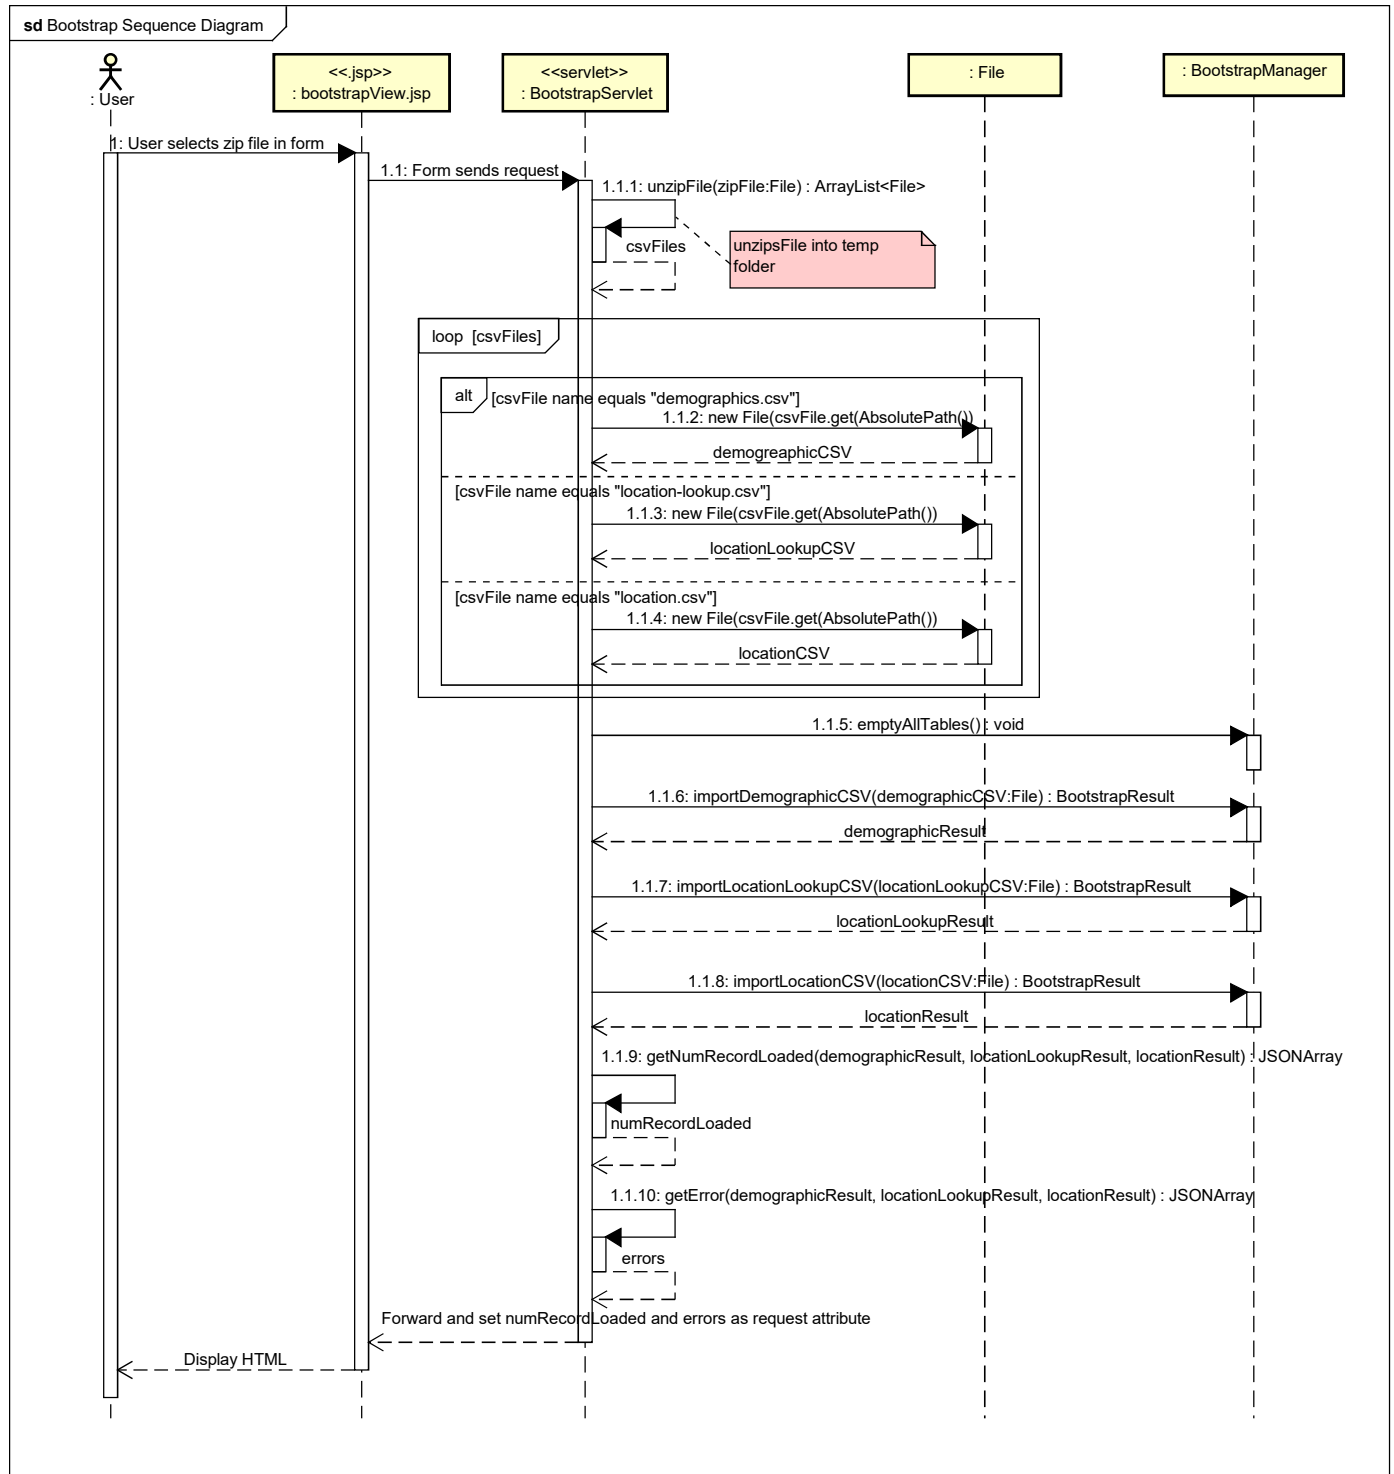 sd Bootstrap Sequence Diagram
: User
<<.jsp>>
: bootstrapView.jsp
<<servlet>>
: BootstrapServlet
: File
: BootstrapManager
1: User selects zip file in form
1.1: Form sends request
1.1.1: unzipFile(zipFile:File) : ArrayList<File>
csvFiles
unzipsFile into temp
folder
loop [csvFiles]
alt
[csvFile name equals "demographics.csv"]
1.1.2: new File(csvFile.get(AbsolutePath())
demogreaphicCSV
[csvFile name equals "location-lookup.csv"]
1.1.3: new File(csvFile.get(AbsolutePath())
locationLookupCSV
[csvFile name equals "location.csv"]
1.1.4: new File(csvFile.get(AbsolutePath())
locationCSV
1.1.5: emptyAllTables() : void
1.1.6: importDemographicCSV(demographicCSV:File) : BootstrapResult
demographicResult
1.1.7: importLocationLookupCSV(locationLookupCSV:File) : BootstrapResult
locationLookupResult
1.1.8: importLocationCSV(locationCSV:File) : BootstrapResult
locationResult
1.1.9: getNumRecordLoaded(demographicResult, locationLookupResult, locationResult) : JSONArray
numRecordLoaded
1.1.10: getError(demographicResult, locationLookupResult, locationResult) : JSONArray
errors
Forward and set numRecordLoaded and errors as request attribute
Display HTML